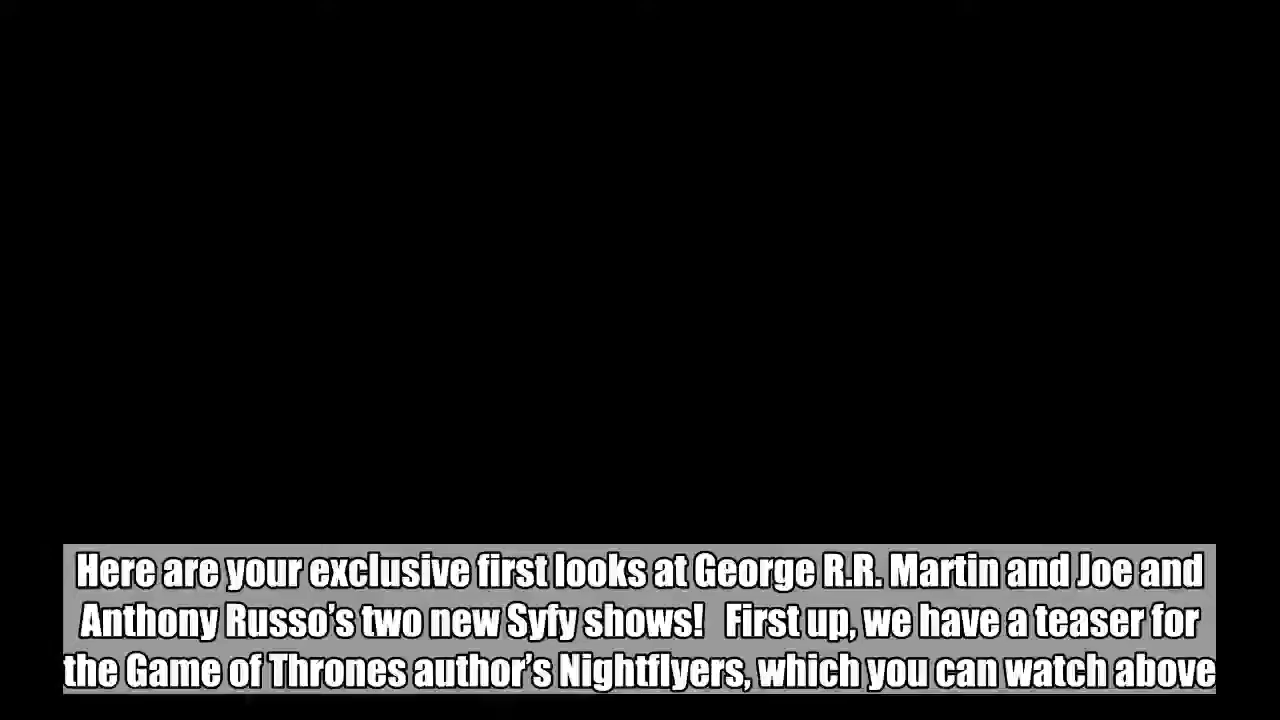 Here are your exclusive first looks at George R.R. Martin and Joe and
Anthony Russo’s two new Syfy shows!   First up, we have a teaser for
the Game of Thrones author’s Nightflyers, which you can watch above